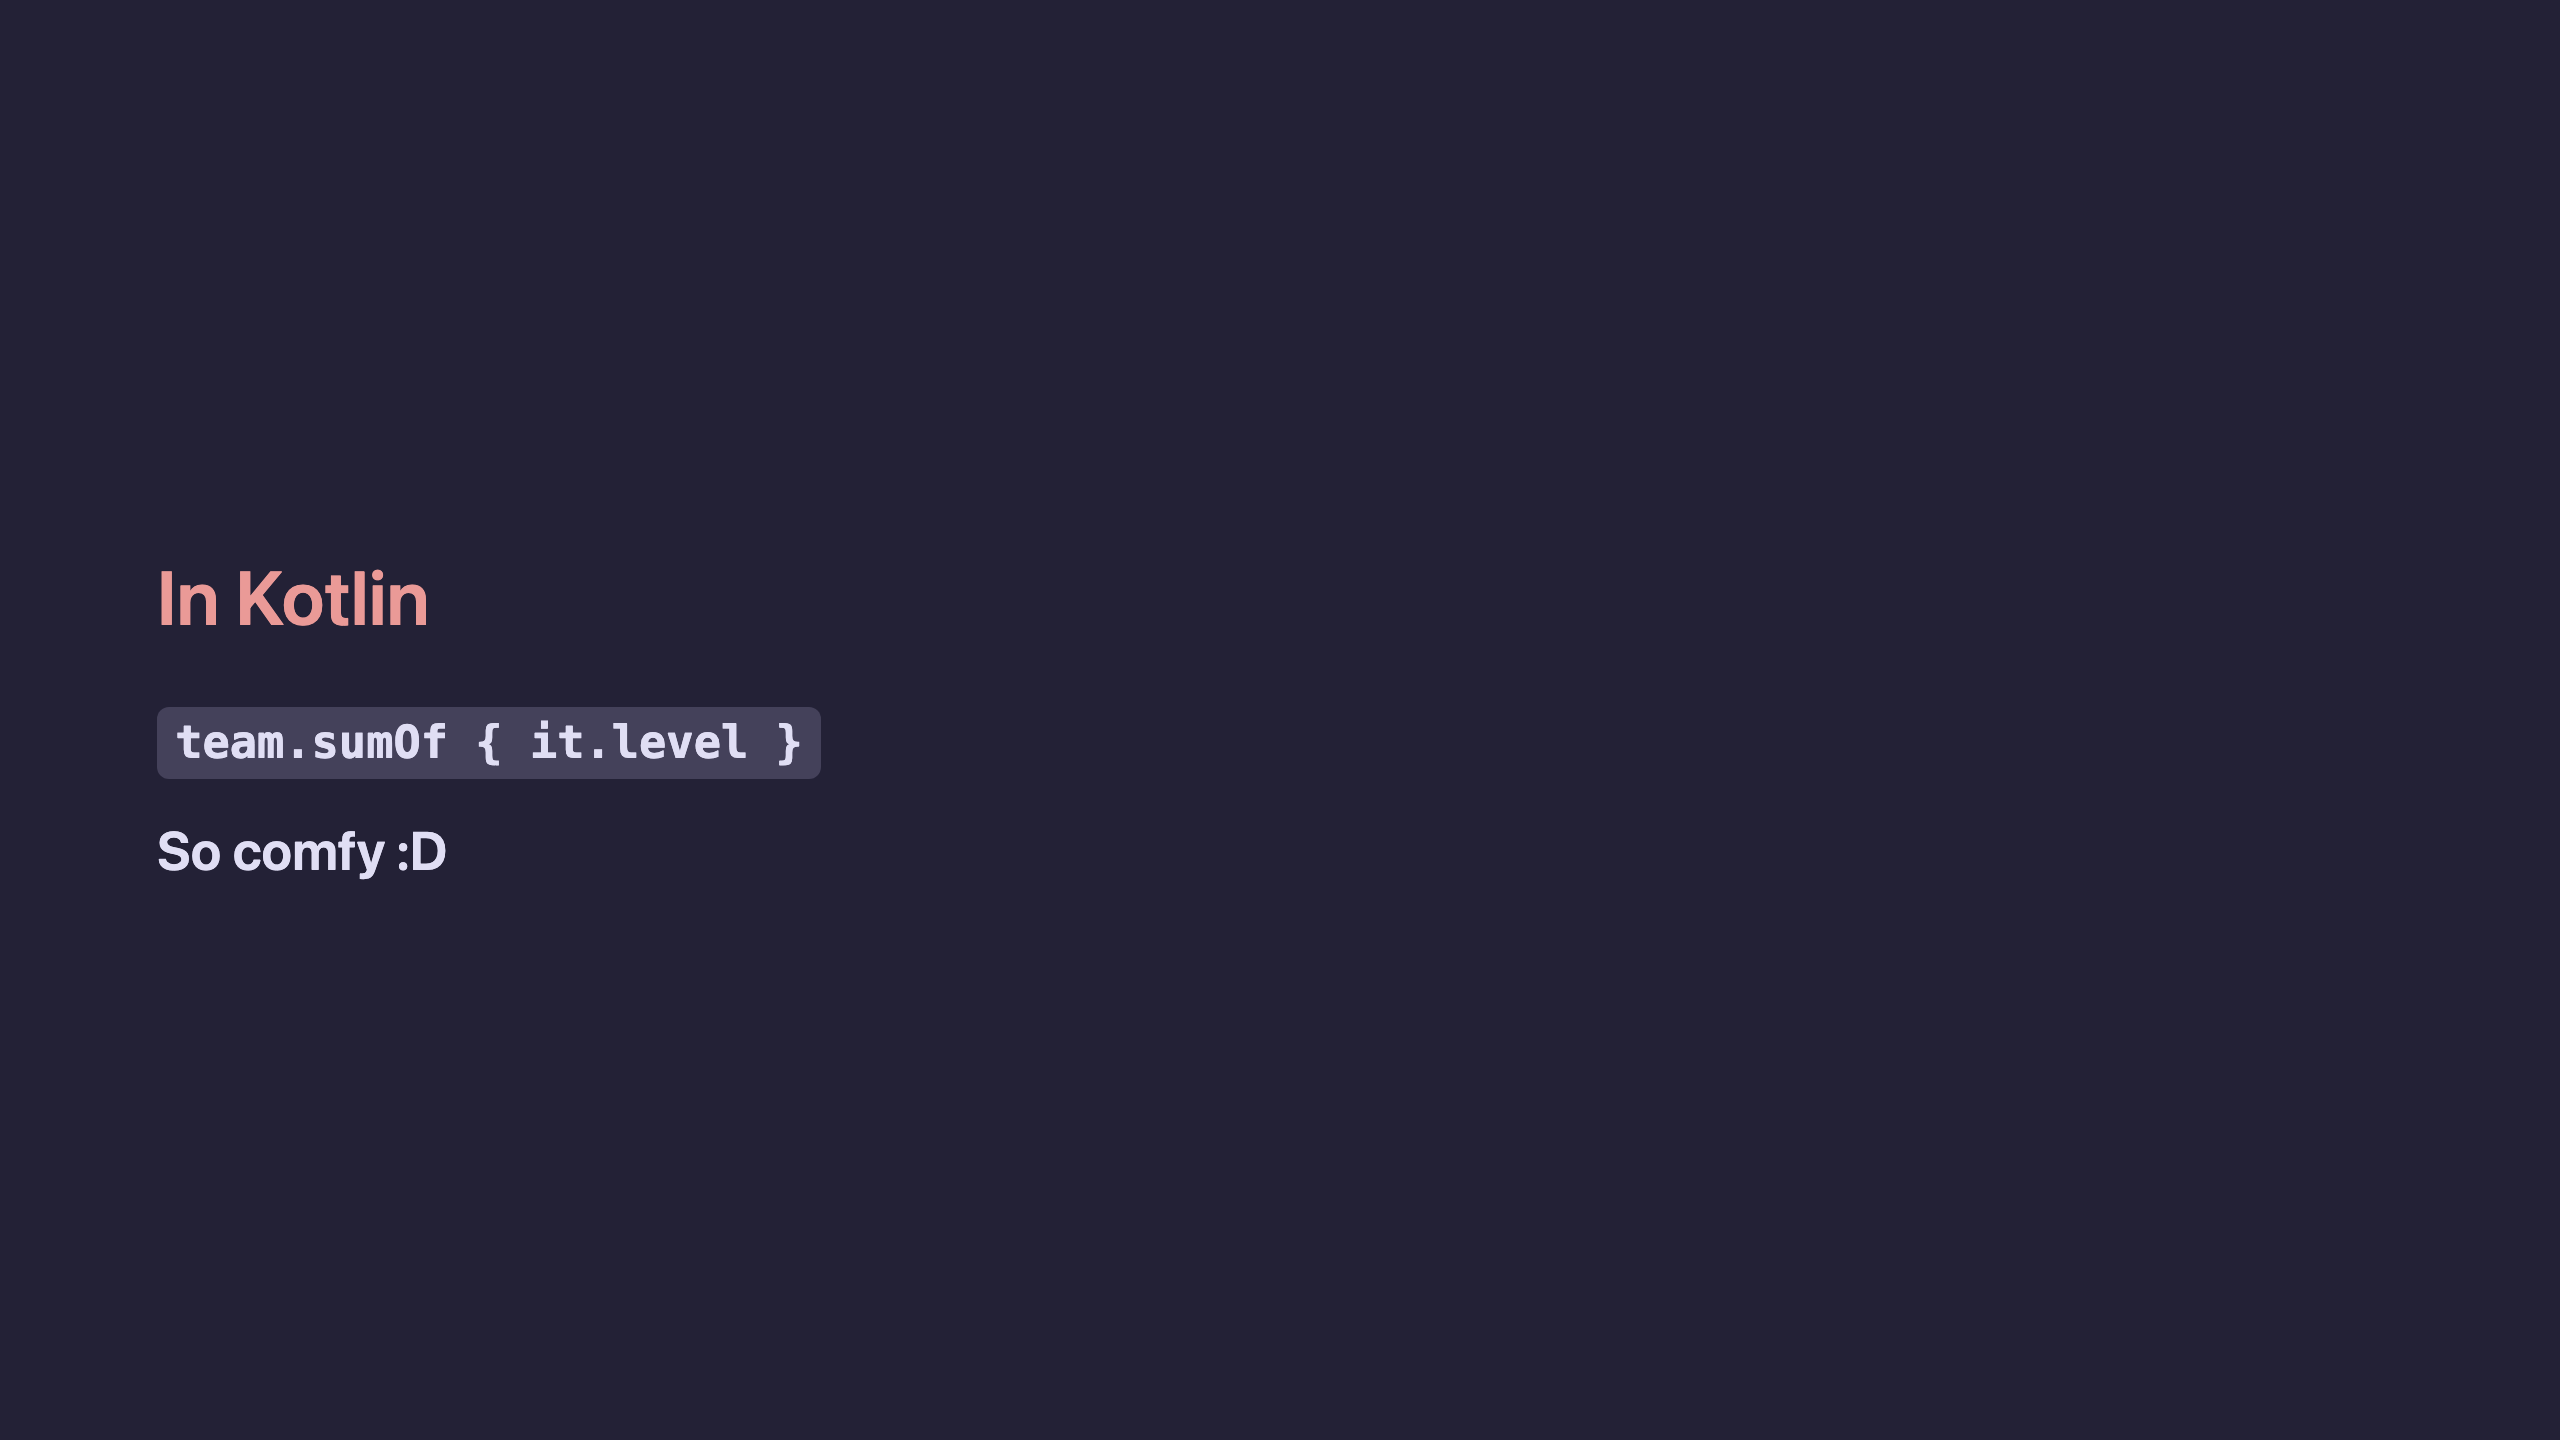 In Kotlin
team.sumOf { it.level }
So comfy :D